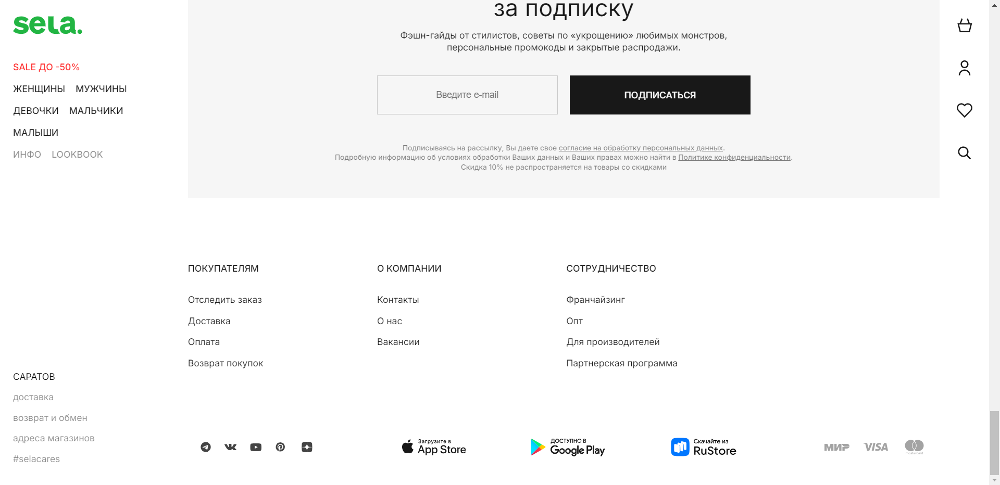 sela.
SALE ДО -50%
ЖЕНЩИНЫ МУЖЧИНЫ
ДЕВОЧКИ МАЛЬЧИКИ
МАЛЫШИ
ИНФО LOOKBOOK
САРАТОВ
доставка
возврат и обмен
адреса магазинов
#selacares
за подписку
Фэшн-гайды от стилистов, советы по «укрощению» любимых монстров,
персональные промокоды и закрытые распродажи.
Введите e-mail
ПОДПИСАТЬСЯ
Подписываясь на рассылку, Вы даете свое согласие на обработку персональных данных.
Подробную информацию об условиях обработки Ваших данных и Ваших правах можно найти в Политике конфиденциальности.
Скидка 10% не распространяется на товары со скидками
ПОКУПАТЕЛЯМ
Отследить заказ
Доставка
Оплата
Возврат покупок
О КОМПАНИИ
Контакты
О нас
Вакансии
СОТРУДНИЧЕСТВО
Франчайзинг
Опт
Для производителей
Партнерская программа
Загрузите в
App Store
ДОСТУПНО В
Google Play
Скачайте из
RuStore
МИР
VISA
mastercard